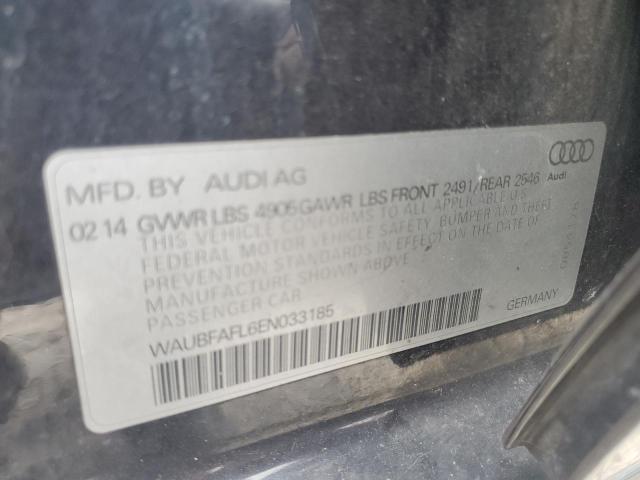 MFD. BY AUDI AG
Audi
02 14 GVWR LBS 4905 GAWR LBS FRONT 2491/REAR 2546
THIS VEHICLE CONFORMS TO ALL APPLICABLE U.S.
FEDERAL MOTOR VEHICLE SAFETY, BUMPER AND THEFT
PREVENTION STANDARDS IN EFFECT ON THE DATE OF
MANUFACTURE SHOWN ABOVE
PASSENGER CAR
WAUBFAFL6EN033185
GERMANY